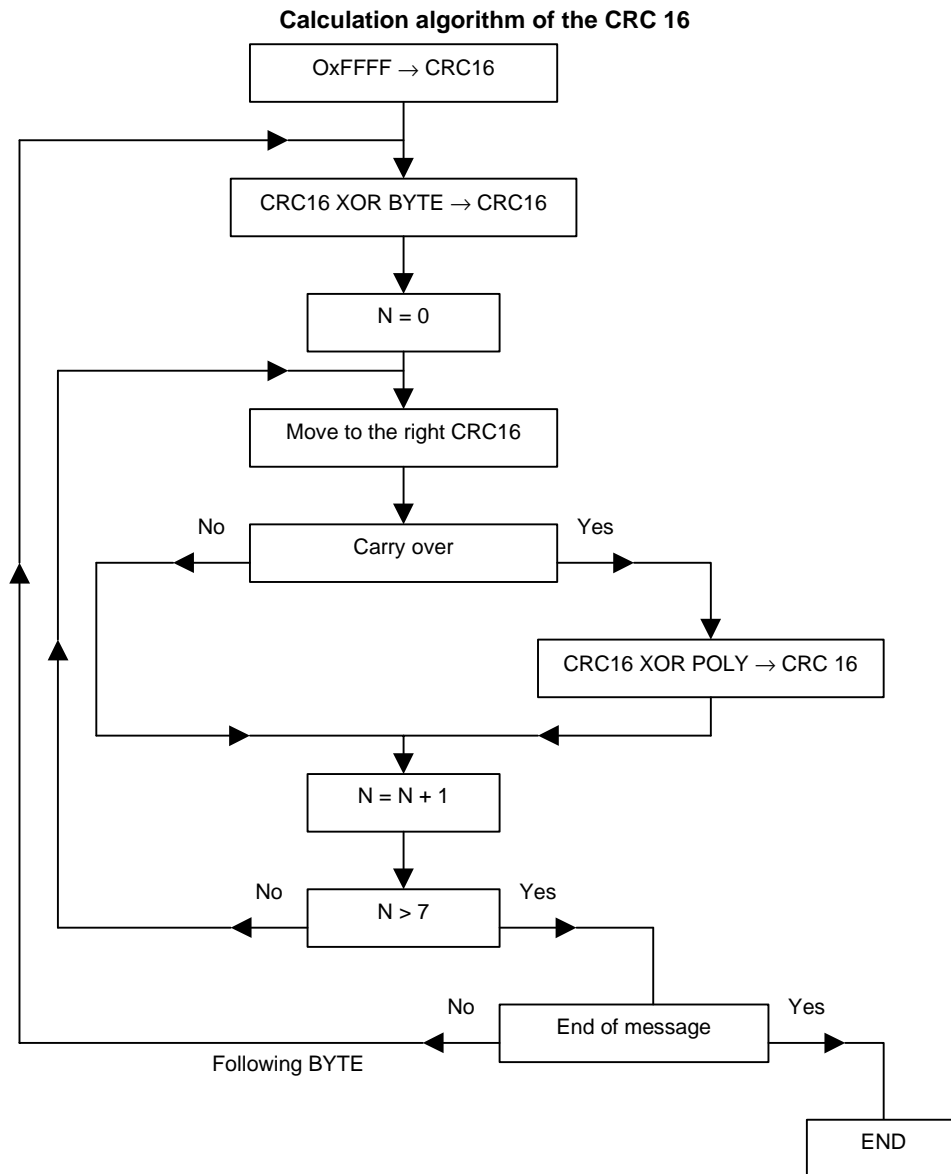 Calculation algorithm of the CRC 16
OxFFFF → CRC16
CRC16 XOR BYTE → CRC16
N = 0
Move to the right CRC16
No
Yes
Carry over
CRC16 XOR POLY → CRC 16
N = N + 1
No
Yes
N > 7
No
Yes
End of message
Following BYTE
END